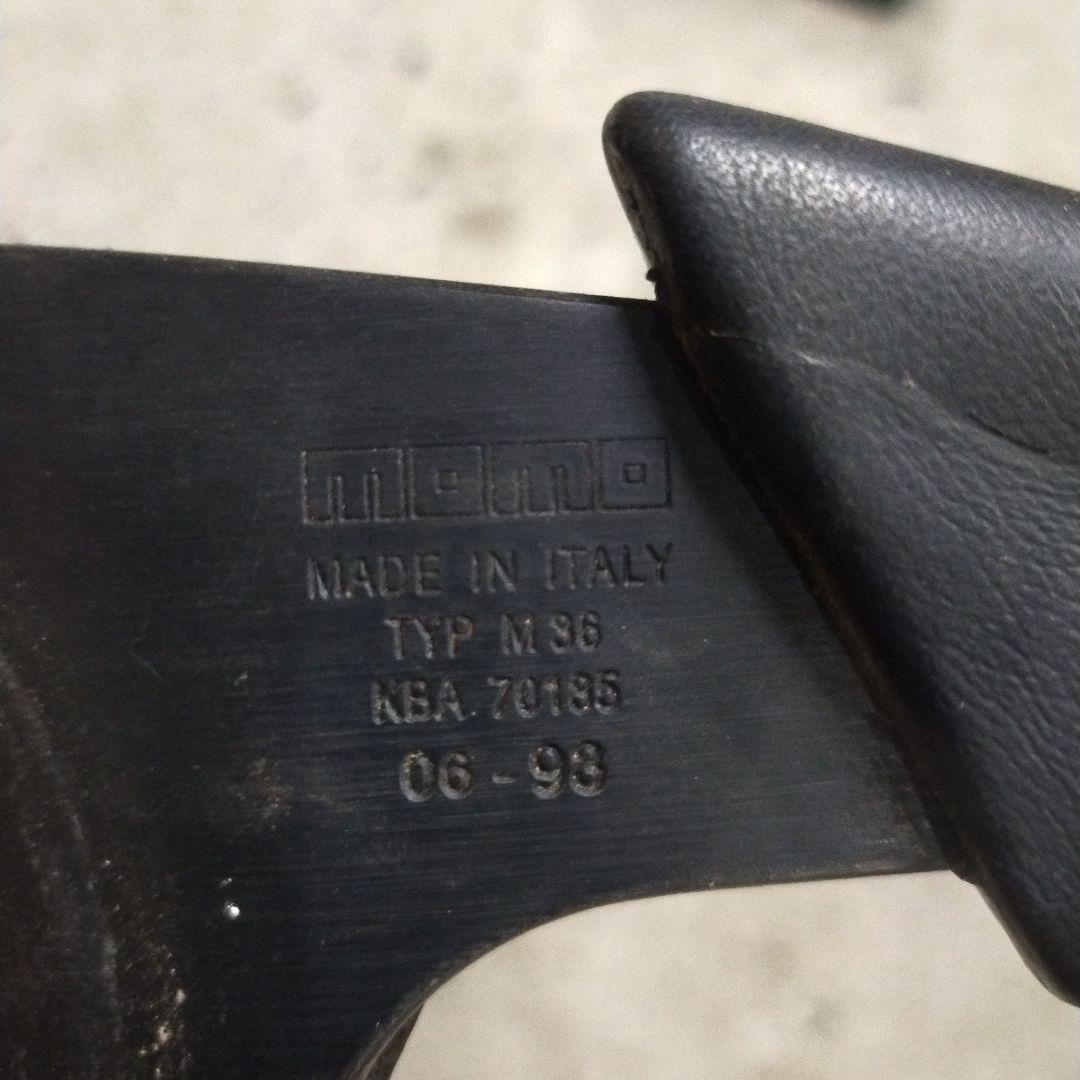 momo
MADE IN ITALY
TYP M 36
KBA 70185
06 - 93